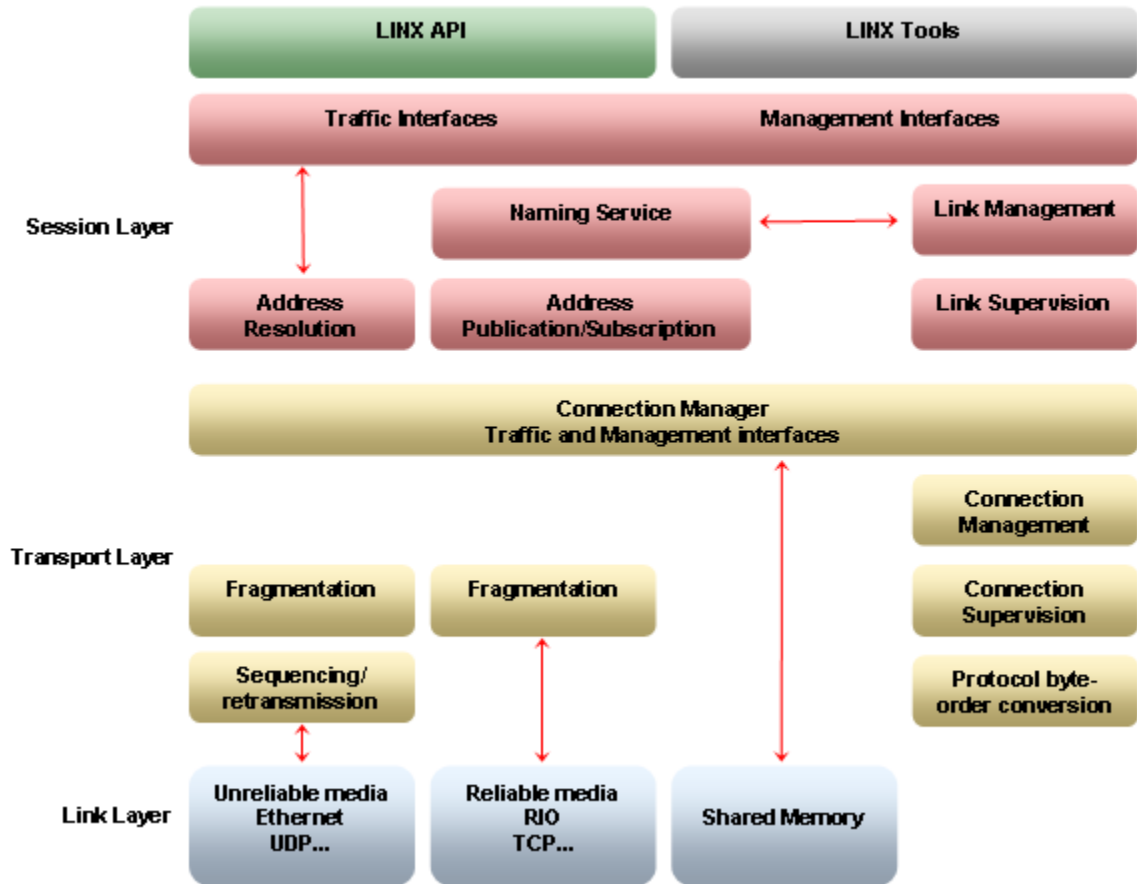 LINX API
LINX Tools
Traffic Interfaces
Management Interfaces
Session Layer
Naming Service
Link Management
Address
Resolution
Address
Publication/Subscription
Link Supervision
Connection Manager
Traffic and Management interfaces
Transport Layer
Connection
Management
Fragmentation
Fragmentation
Connection
Supervision
Sequencing/
retransmission
Protocol byte-
order conversion
Link Layer
Unreliable media
Ethernet
UDP...
Reliable media
RIO
TCP...
Shared Memory